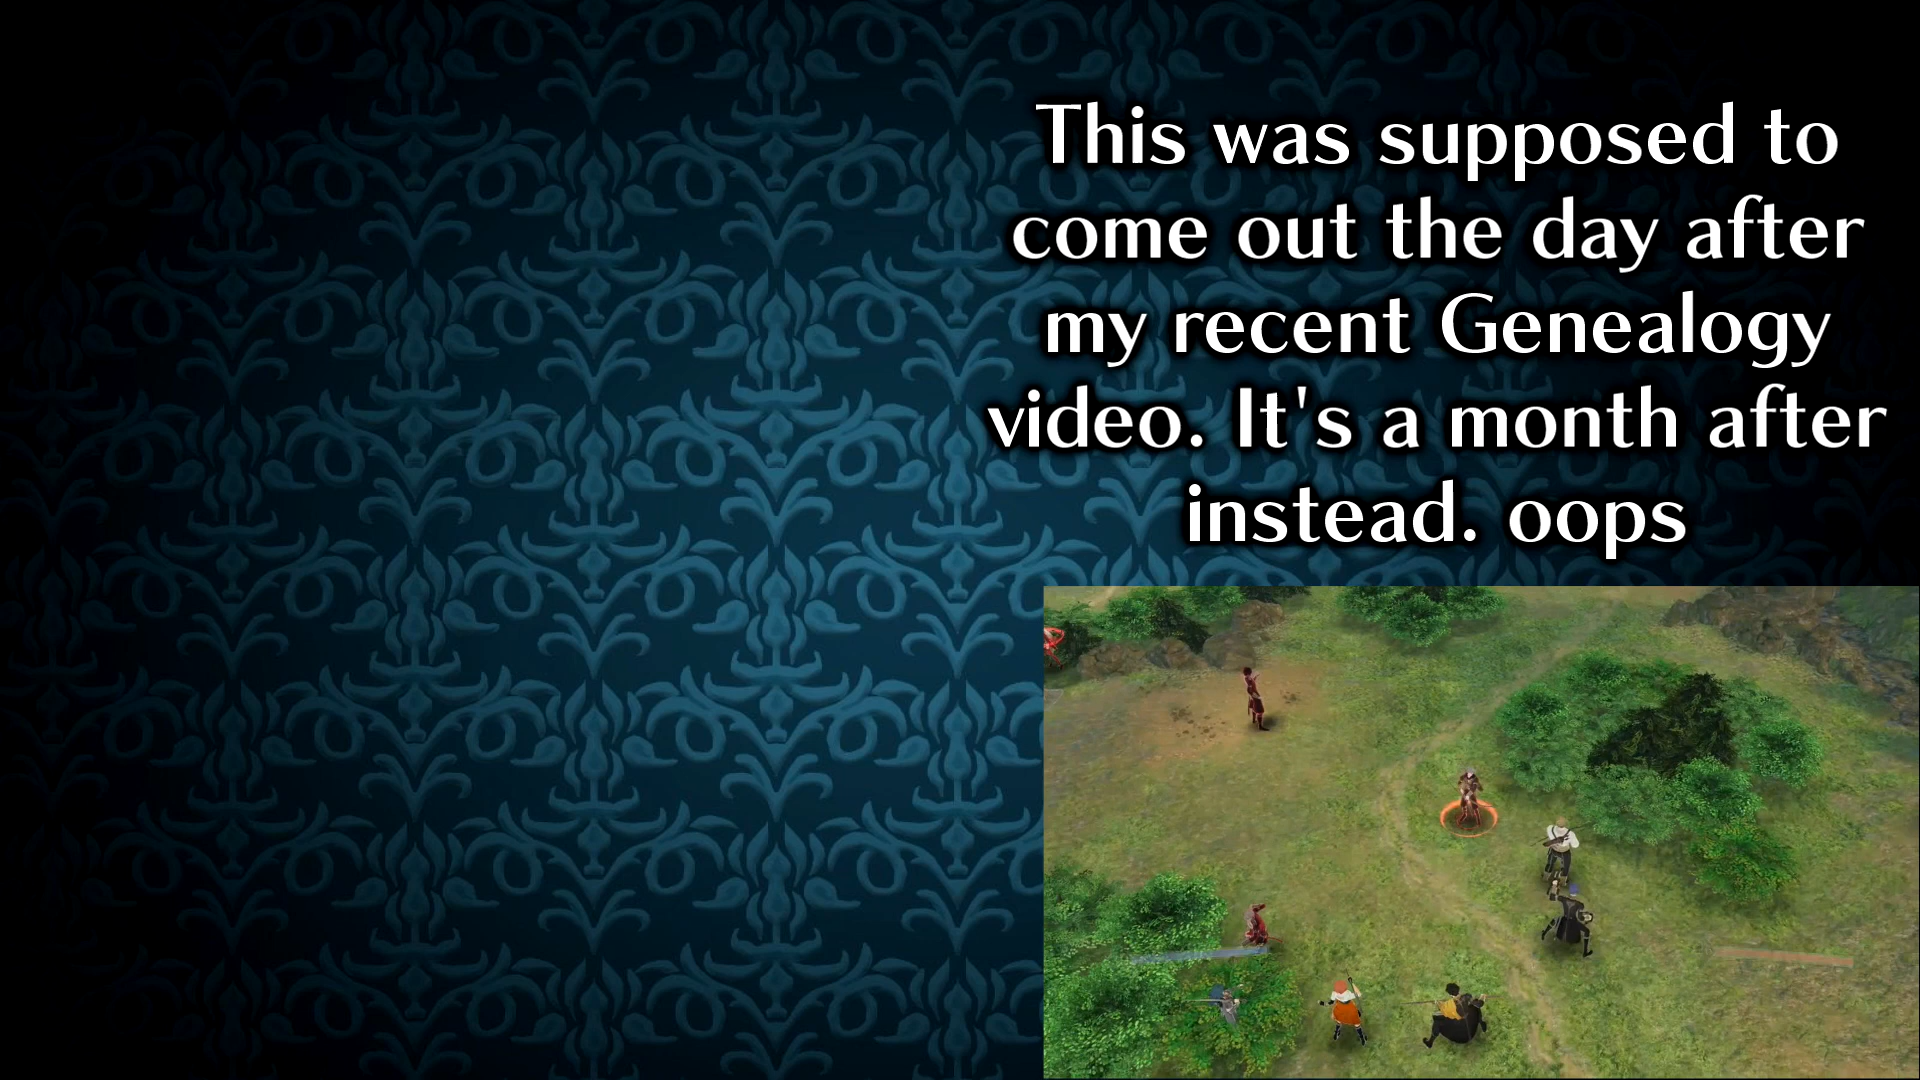 This was supposed to
come out the day after
my recent Genealogy
video. It's a month after
instead. oops